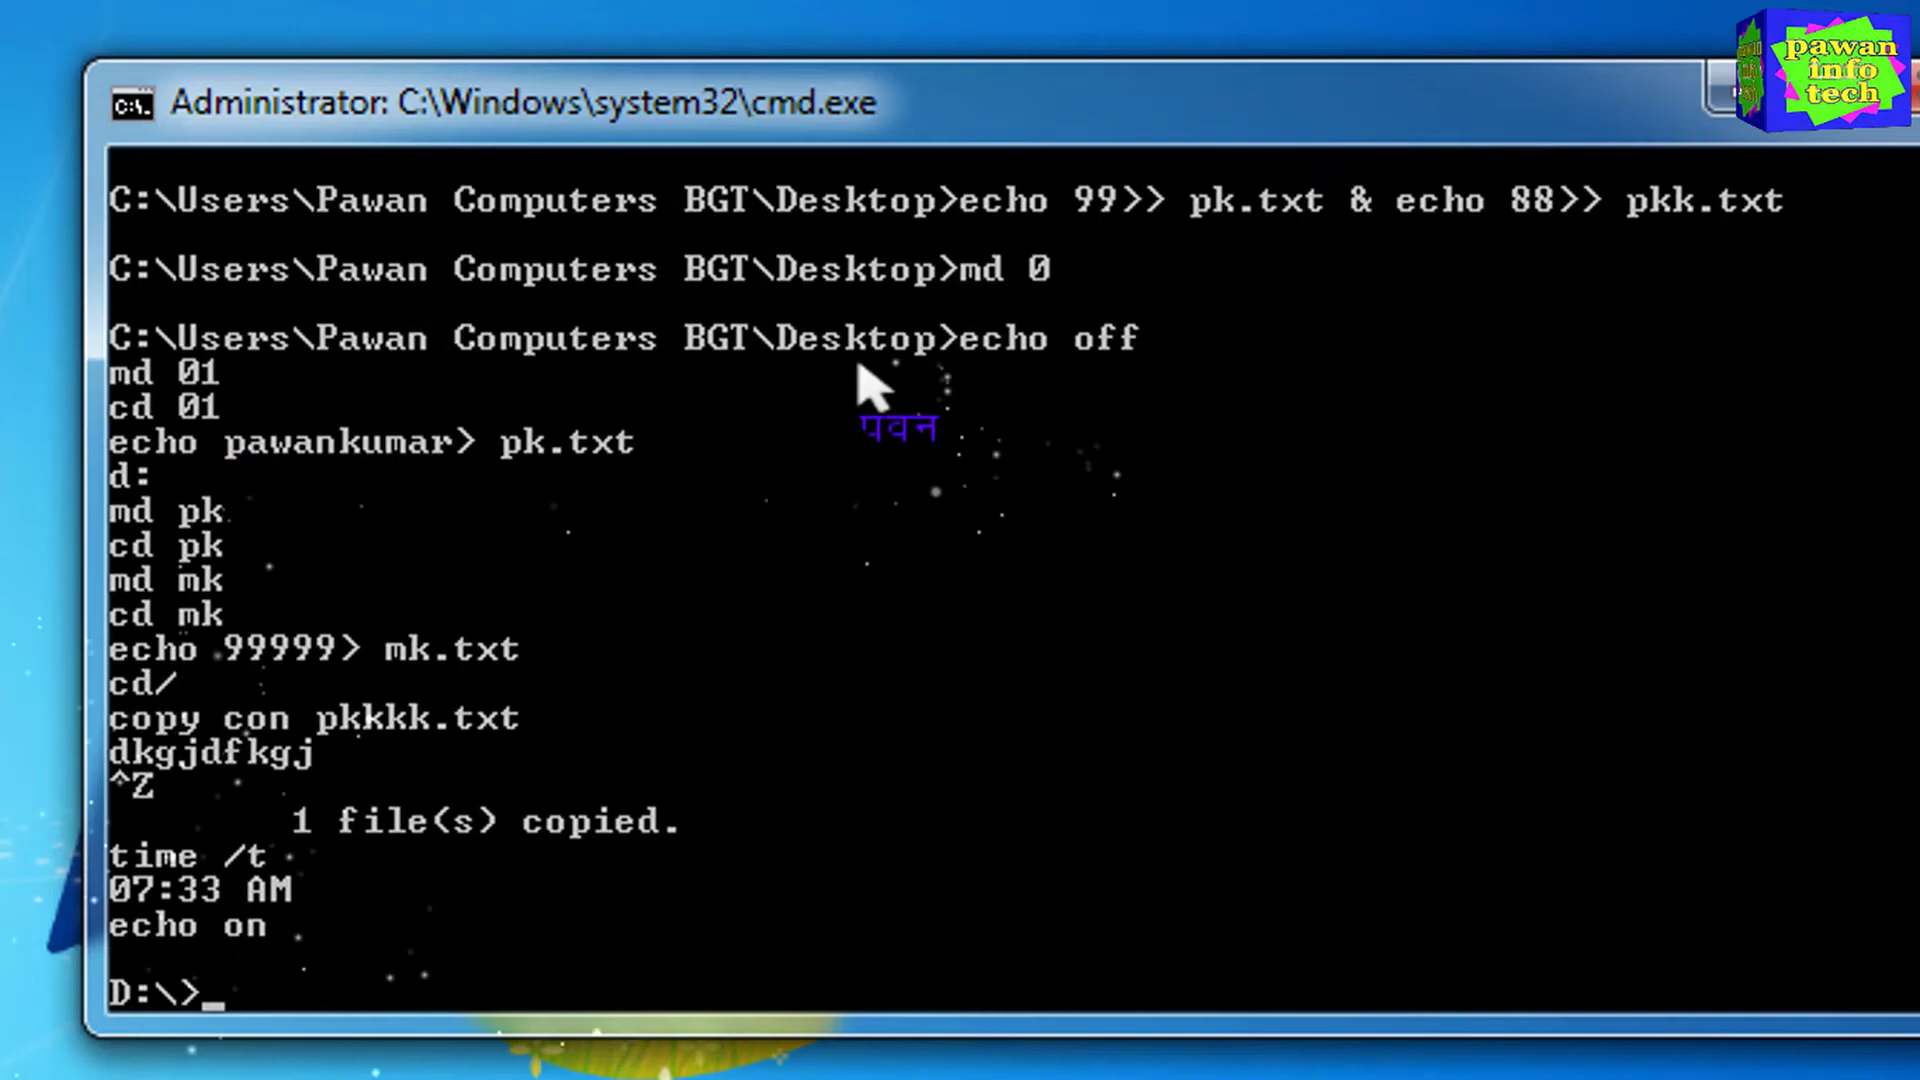 pawan
info
tech
Administrator: C:\Windows\system32\cmd.exe
C:\Users\Pawan Computers BGT\Desktop>echo 99>> pk.txt & echo 88>> pkk.txt
C:\Users\Pawan Computers BGT\Desktop>md 0
C:\Users\Pawan Computers BGT\Desktop>echo off
md 01
cd 01
पवन
echo pawankumar> pk.txt
d:
md pk
cd pk
md mk
cd mk
echo 99999> mk.txt
cd/
copy con pkkkk.txt
dkgjdfkgj
^Z
1 file(s) copied.
time /t
07:33 AM
echo on
D:\>_